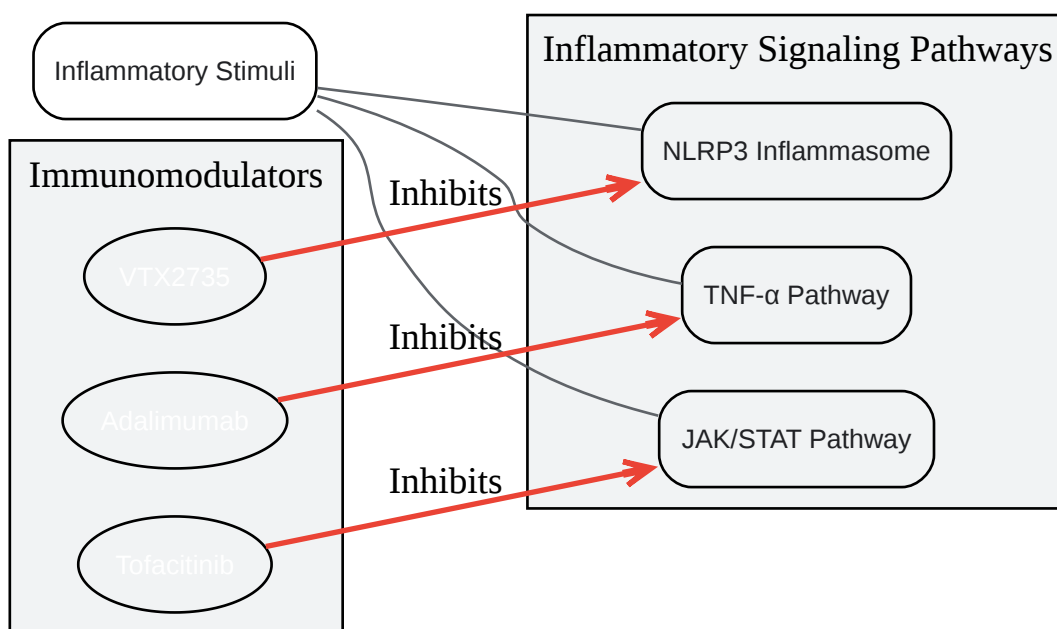 Inflammatory Stimuli
Inflammatory Signaling Pathways
NLRP3 Inflammasome
TNF-α Pathway
JAK/STAT Pathway
Immunomodulators
VTX2735
Adalimumab
Tofacitinib
Inhibits
Inhibits
Inhibits